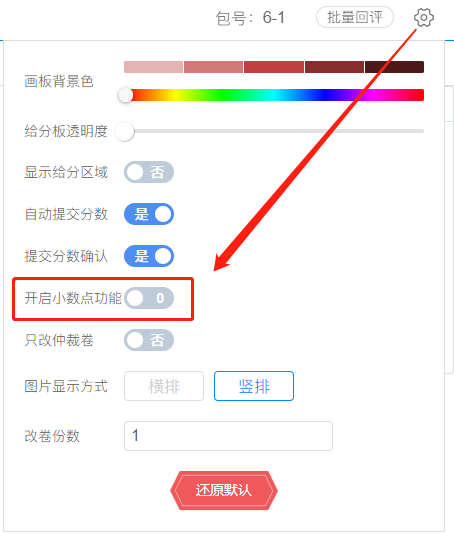 包号：6-1 批量回评
画板背景色
给分板透明度
显示给分区域 否
自动提交分数 是
提交分数确认 是
开启小数点功能 0
只改仲裁卷 否
图片显示方式 横排 竖排
改卷份数 1
还原默认